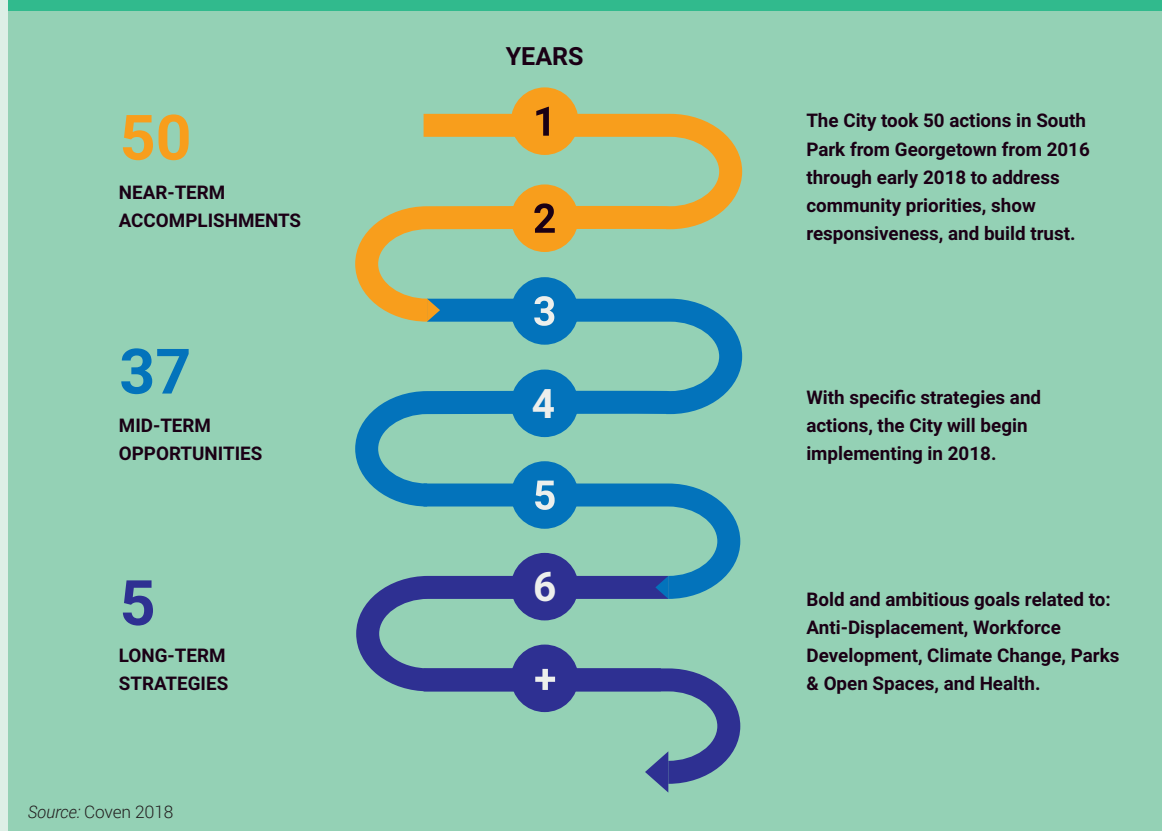 YEARS
50
NEAR-TERM
ACCOMPLISHMENTS
1
2
The City took 50 actions in South
Park from Georgetown from 2016
through early 2018 to address
community priorities, show
responsiveness, and build trust.
37
MID-TERM
OPPORTUNITIES
3
4
5
With specific strategies and
actions, the City will begin
implementing in 2018.
5
LONG-TERM
STRATEGIES
6
+
Bold and ambitious goals related to:
Anti-Displacement, Workforce
Development, Climate Change, Parks
& Open Spaces, and Health.
Source: Coven 2018